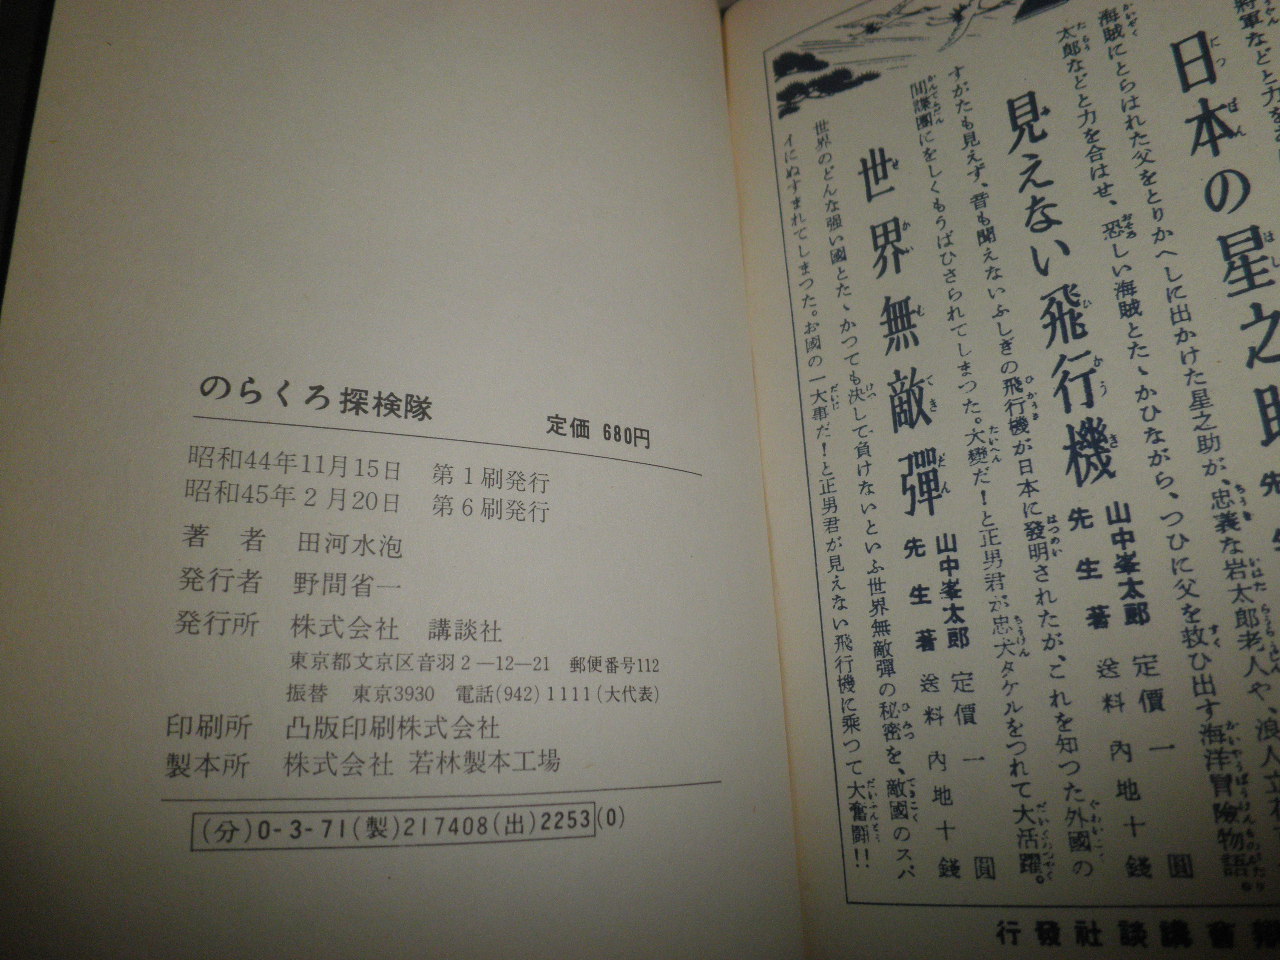 のらくろ探検隊　定価 680円
昭和44年11月15日　第1刷発行
昭和45年2月20日　第6刷発行
著　者　田河水泡
発行者　野間省一
発行所　株式会社　講談社
東京都文京区音羽2—12—21　郵便番号112
振替　東京3930　電話(942)1111(大代表)
印刷所　凸版印刷株式会社
製本所　株式会社 若林製本工場
(分)0-3-71(製)217408(出)2253(0)
将軍などと力を
日本の星之助　先
海賊にとらはれた父をとりかへしに出かけた星之助が、忠義な岩太郎老人や、浪人
太郎などと力を合はせ、恐しい海賊とたゝかひながら、つひに父を救ひ出す海洋冒險物語。
見えない飛行機　山中峯太郎先生著　定價一圓　送料內地十錢
すがたも見えず、音も聞えないふしぎの飛行機が日本に發明されたが、これを知つた外國の
間諜團にをしくもうばひさられてしまつた。大變だ！と正男君が忠犬タケルをつれて大活躍。
世界無敵彈　山中峯太郎先生著　定價一圓　送料內地十錢
世界のどんな強い國とたゝかつても決して負けないといふ世界無敵彈の秘密を、敵國のスパ
イにぬすまれてしまつた。お國の一大事だ！と正男君が見えない飛行機に乘つて大奮鬪!!
會講談社發行